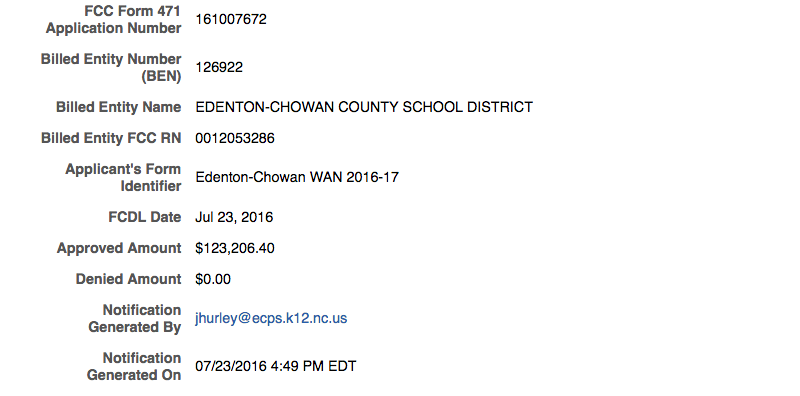 FCC Form 471
Application Number 161007672
Billed Entity Number
(BEN) 126922
Billed Entity Name EDENTON-CHOWAN COUNTY SCHOOL DISTRICT
Billed Entity FCC RN 0012053286
Applicant's Form
Identifier Edenton-Chowan WAN 2016-17
FCDL Date Jul 23, 2016
Approved Amount $123,206.40
Denied Amount $0.00
Notification
Generated By jhurley@ecps.k12.nc.us
Notification
Generated On 07/23/2016 4:49 PM EDT